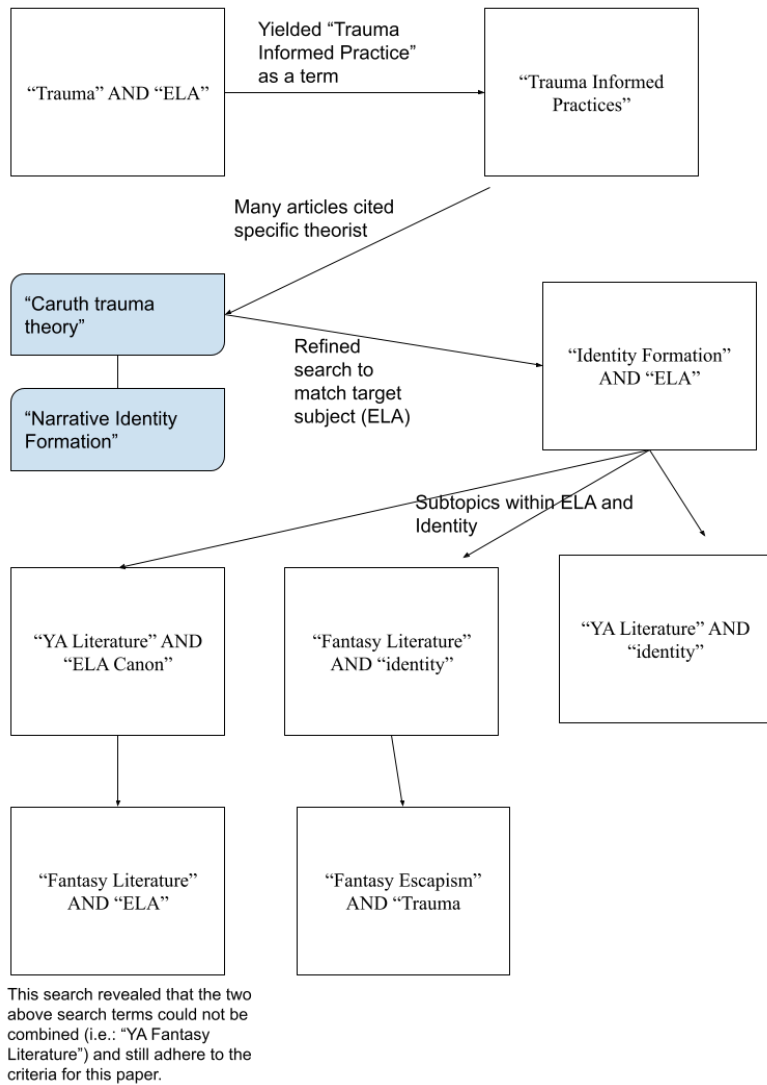 Yielded “Trauma
Informed Practice”
as a term
“Trauma” AND “ELA”
“Trauma Informed
Practices”
Many articles cited
specific theorist
“Caruth trauma
theory”
“Narrative Identity
Formation”
Refined
search to
match target
subject (ELA)
“Identity Formation”
AND “ELA”
Subtopics within ELA and
Identity
“YA Literature” AND
“ELA Canon”
“Fantasy Literature”
AND “identity”
“YA Literature” AND
“identity”
“Fantasy Literature”
AND “ELA”
“Fantasy Escapism”
AND “Trauma
This search revealed that the two
above search terms could not be
combined (i.e.: “YA Fantasy
Literature”) and still adhere to the
criteria for this paper.